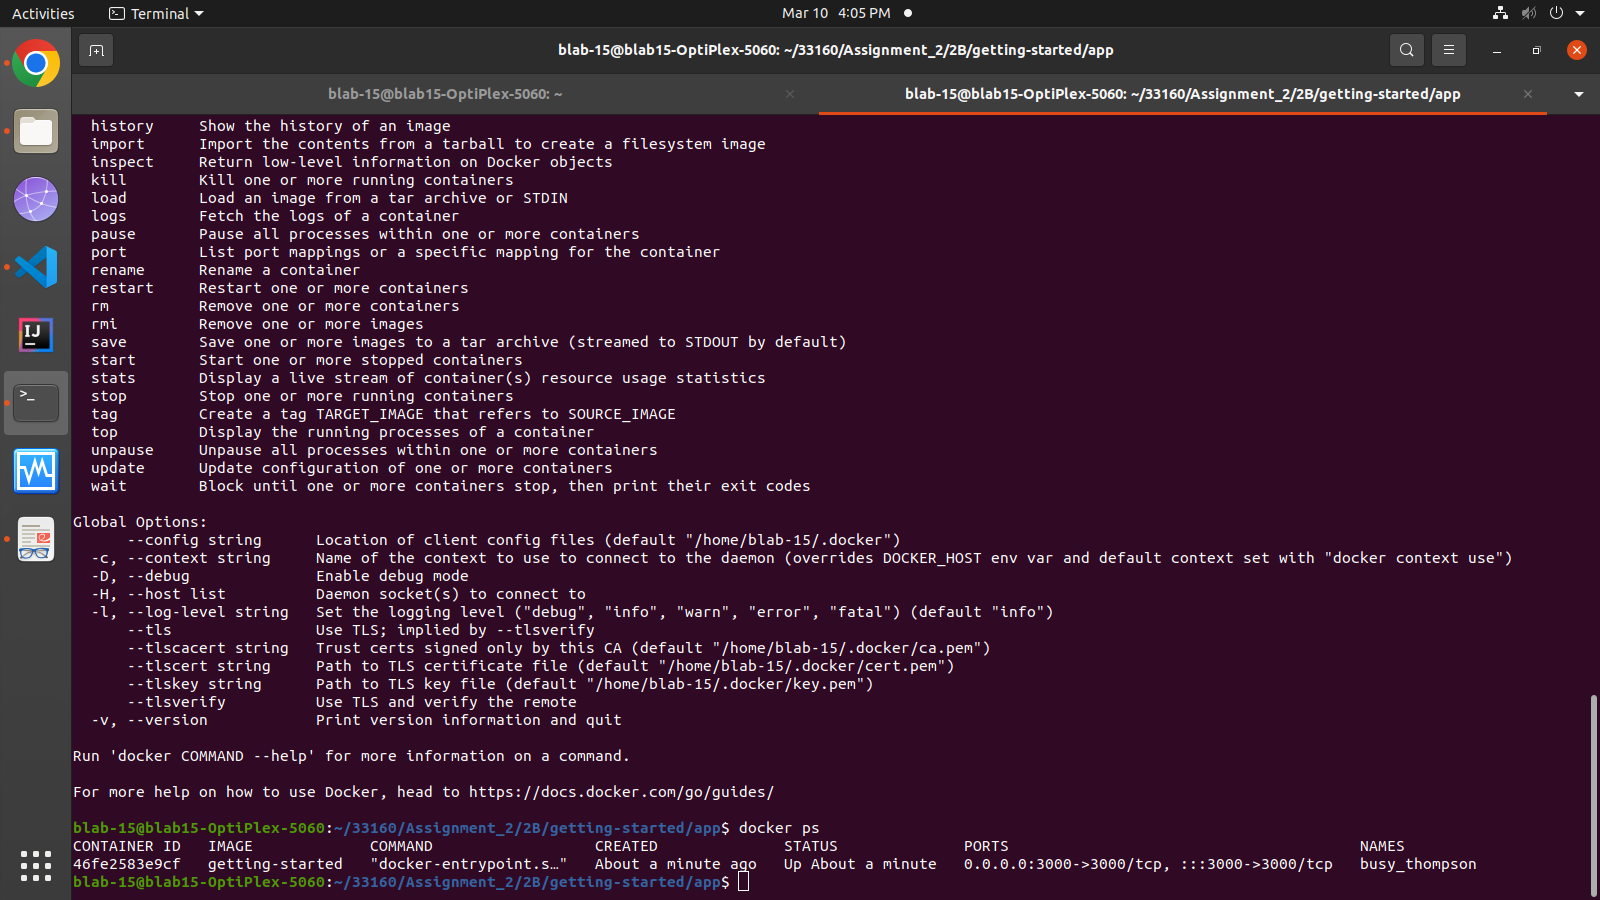 Activities
Terminal
Mar 10 4:05 PM
blab-15@blab15-OptiPlex-5060: ~/33160/Assignment_2/2B/getting-started/app
blab-15@blab15-OptiPlex-5060: ~
blab-15@blab15-OptiPlex-5060: ~/33160/Assignment_2/2B/getting-started/app
history     Show the history of an image
import      Import the contents from a tarball to create a filesystem image
inspect     Return low-level information on Docker objects
kill        Kill one or more running containers
load        Load an image from a tar archive or STDIN
logs        Fetch the logs of a container
pause       Pause all processes within one or more containers
port        List port mappings or a specific mapping for the container
rename      Rename a container
restart     Restart one or more containers
rm          Remove one or more containers
rmi         Remove one or more images
save        Save one or more images to a tar archive (streamed to STDOUT by default)
start       Start one or more stopped containers
stats       Display a live stream of container(s) resource usage statistics
stop        Stop one or more running containers
tag         Create a tag TARGET_IMAGE that refers to SOURCE_IMAGE
top         Display the running processes of a container
unpause     Unpause all processes within one or more containers
update      Update configuration of one or more containers
wait        Block until one or more containers stop, then print their exit codes
Global Options:
--config string      Location of client config files (default "/home/blab-15/.docker")
-c, --context string     Name of the context to use to connect to the daemon (overrides DOCKER_HOST env var and default context set with "docker context use")
-D, --debug              Enable debug mode
-H, --host list          Daemon socket(s) to connect to
-l, --log-level string   Set the logging level ("debug", "info", "warn", "error", "fatal") (default "info")
--tls                Use TLS; implied by --tlsverify
--tlscacert string   Trust certs signed only by this CA (default "/home/blab-15/.docker/ca.pem")
--tlscert string     Path to TLS certificate file (default "/home/blab-15/.docker/cert.pem")
--tlskey string      Path to TLS key file (default "/home/blab-15/.docker/key.pem")
--tlsverify          Use TLS and verify the remote
-v, --version            Print version information and quit
Run 'docker COMMAND --help' for more information on a command.
For more help on how to use Docker, head to https://docs.docker.com/go/guides/
blab-15@blab15-OptiPlex-5060:~/33160/Assignment_2/2B/getting-started/app$ docker ps
CONTAINER ID   IMAGE             COMMAND                  CREATED              STATUS              PORTS                                       NAMES
46fe2583e9cf   getting-started   "docker-entrypoint.s…"   About a minute ago   Up About a minute   0.0.0.0:3000->3000/tcp, :::3000->3000/tcp   busy_thompson
blab-15@blab15-OptiPlex-5060:~/33160/Assignment_2/2B/getting-started/app$
IJ
>_